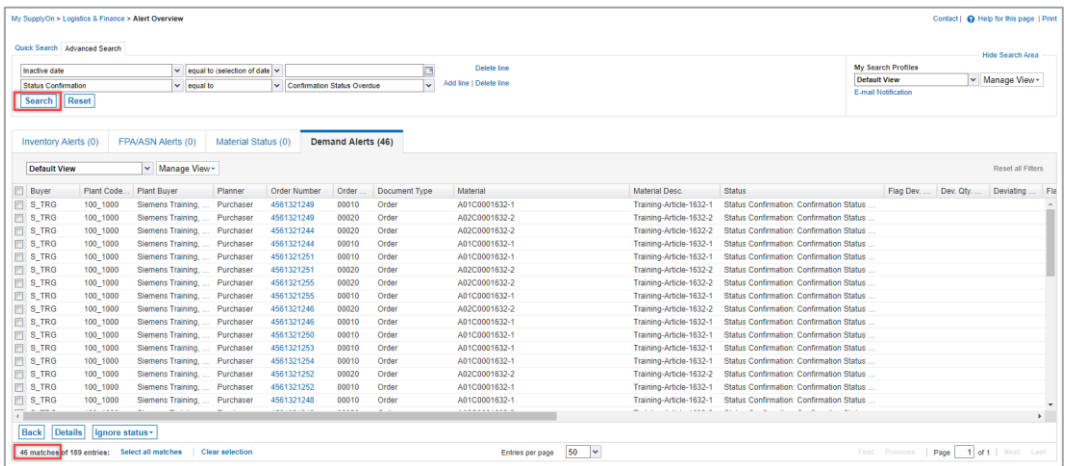 My SupplyOn > Logistics & Finance > Alert Overview
Contact | Help for this page | Print
Quick Search Advanced Search
Hide Search Area
Inactive date equal to (selection of date Delete line
Status Confirmation equal to Confirmation Status Overdue Add line | Delete line
My Search Profiles
Default View Manage View
E-mail Notification
Search Reset
Inventory Alerts (0) FPA/ASN Alerts (0) Material Status (0) Demand Alerts (46)
Default View Manage View Reset all Filters
Buyer Plant Code... Plant Buyer Planner Order Number Order ... Document Type Material Material Desc. Status Flag Dev. ... Dev. Qty. ... Deviating ... Fla
S_TRG 100_1000 Siemens Training, ... Purchaser 4561321249 00010 Order A01C0001632-1 Training-Article-1632-1 Status Confirmation: Confirmation Status ...
S_TRG 100_1000 Siemens Training, ... Purchaser 4561321249 00020 Order A02C0001632-2 Training-Article-1632-2 Status Confirmation: Confirmation Status ...
S_TRG 100_1000 Siemens Training, ... Purchaser 4561321244 00020 Order A02C0001632-2 Training-Article-1632-2 Status Confirmation: Confirmation Status ...
S_TRG 100_1000 Siemens Training, ... Purchaser 4561321244 00010 Order A01C0001632-1 Training-Article-1632-1 Status Confirmation: Confirmation Status ...
S_TRG 100_1000 Siemens Training, ... Purchaser 4561321251 00010 Order A01C0001632-1 Training-Article-1632-1 Status Confirmation: Confirmation Status ...
S_TRG 100_1000 Siemens Training, ... Purchaser 4561321251 00020 Order A02C0001632-2 Training-Article-1632-2 Status Confirmation: Confirmation Status ...
S_TRG 100_1000 Siemens Training, ... Purchaser 4561321255 00020 Order A02C0001632-2 Training-Article-1632-2 Status Confirmation: Confirmation Status ...
S_TRG 100_1000 Siemens Training, ... Purchaser 4561321255 00010 Order A01C0001632-1 Training-Article-1632-1 Status Confirmation: Confirmation Status ...
S_TRG 100_1000 Siemens Training, ... Purchaser 4561321246 00020 Order A02C0001632-2 Training-Article-1632-2 Status Confirmation: Confirmation Status ...
S_TRG 100_1000 Siemens Training, ... Purchaser 4561321246 00010 Order A01C0001632-1 Training-Article-1632-1 Status Confirmation: Confirmation Status ...
S_TRG 100_1000 Siemens Training, ... Purchaser 4561321250 00010 Order A01C0001632-1 Training-Article-1632-1 Status Confirmation: Confirmation Status ...
S_TRG 100_1000 Siemens Training, ... Purchaser 4561321253 00010 Order A01C0001632-1 Training-Article-1632-1 Status Confirmation: Confirmation Status ...
S_TRG 100_1000 Siemens Training, ... Purchaser 4561321254 00010 Order A01C0001632-1 Training-Article-1632-1 Status Confirmation: Confirmation Status ...
S_TRG 100_1000 Siemens Training, ... Purchaser 4561321252 00020 Order A02C0001632-2 Training-Article-1632-2 Status Confirmation: Confirmation Status ...
S_TRG 100_1000 Siemens Training, ... Purchaser 4561321252 00010 Order A01C0001632-1 Training-Article-1632-1 Status Confirmation: Confirmation Status ...
S_TRG 100_1000 Siemens Training, ... Purchaser 4561321248 00010 Order A01C0001632-1 Training-Article-1632-1 Status Confirmation: Confirmation Status ...
Back Details Ignore status
46 matches of 189 entries: Select all matches | Clear selection Entries per page 50 First Previous | Page 1 of 1 | Next Last